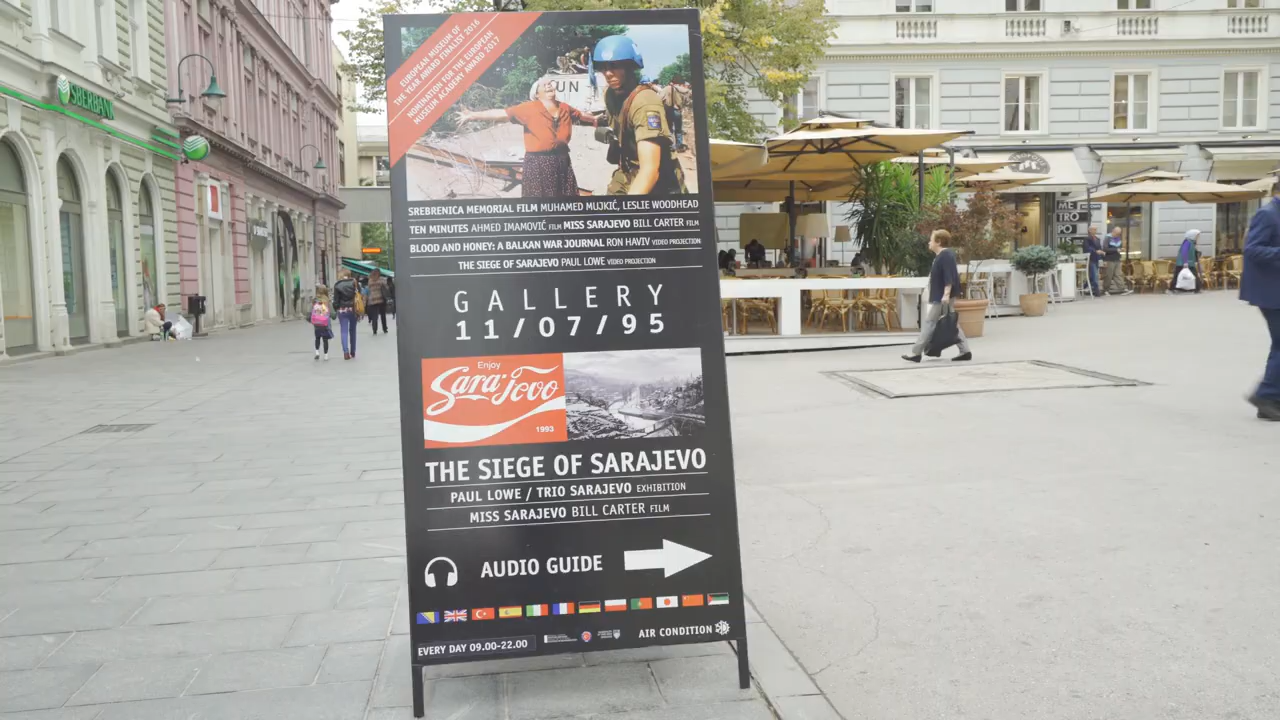 SBERBANK
EUROPEAN MUSEUM OF
THE YEAR AWARD FINALIST 2016
NOMINATION FOR THE EUROPEAN
MUSEUM ACADEMY AWARD 2017
UN
SREBRENICA MEMORIAL FILM MUHAMED MUJKIĆ, LESLIE WOODHEAD
TEN MINUTES AHMED IMAMOVIĆ FILM MISS SARAJEVO BILL CARTER FILM
BLOOD AND HONEY: A BALKAN WAR JOURNAL RON HAVIV VIDEO PROJECTION
THE SIEGE OF SARAJEVO PAUL LOWE VIDEO PROJECTION
GALLERY
11/07/95
Enjoy
Sarajevo
1993
THE SIEGE OF SARAJEVO
PAUL LOWE / TRIO SARAJEVO EXHIBITION
MISS SARAJEVO BILL CARTER FILM
AUDIO GUIDE
EVERY DAY 09.00-22.00
AIR CONDITION
ME
TRO
PO